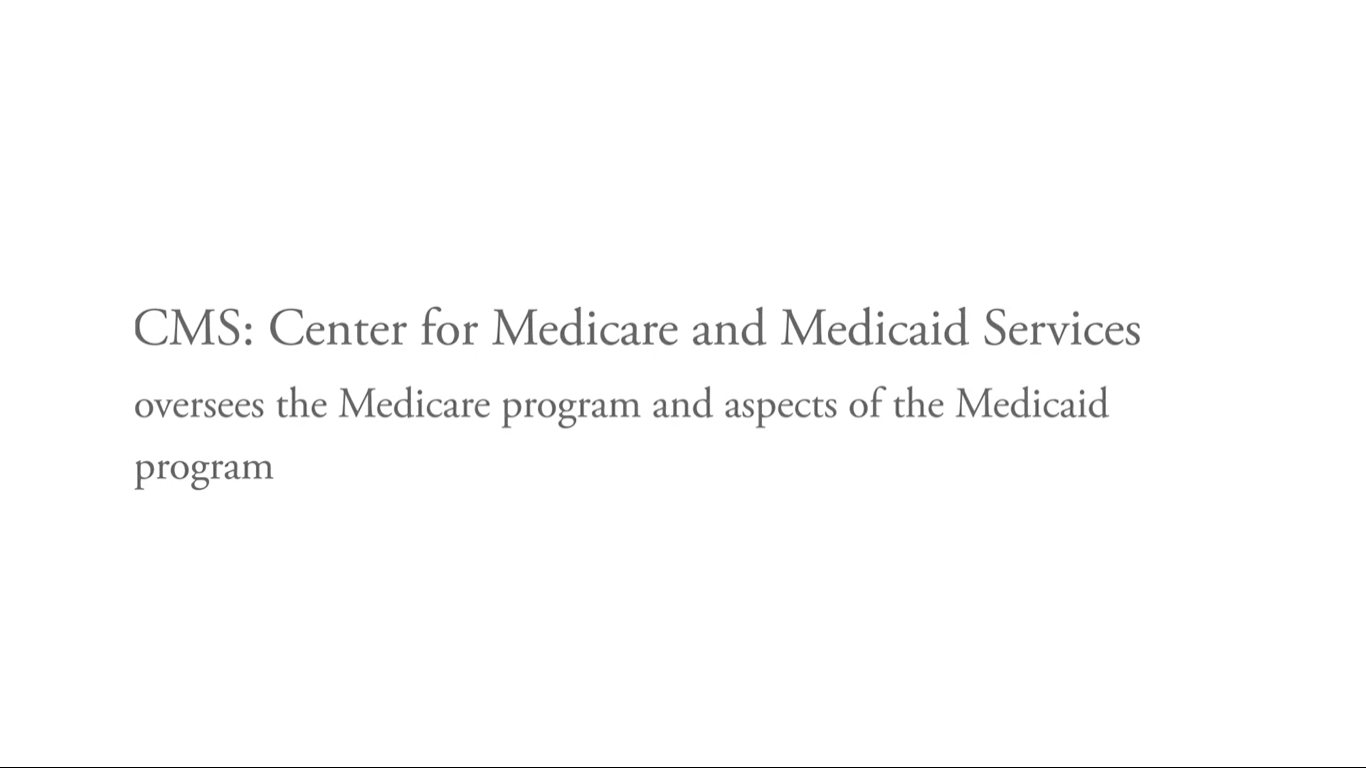 CMS: Center for Medicare and Medicaid Services
oversees the Medicare program and aspects of the Medicaid
program